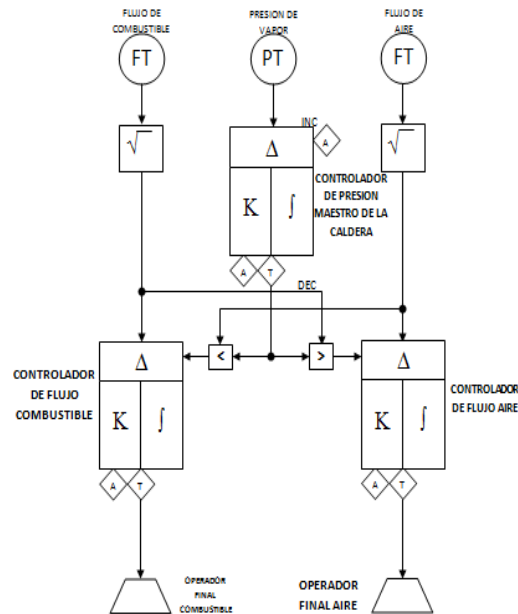 FLUJO DE
COMBUSTIBLE
PRESION DE
VAPOR
FLUJO DE
AIRE
FT
PT
FT
√
INC
√
Δ
A
K
∫
CONTROLADOR
DE PRESION
MAESTRO DE LA
CALDERA
A
T
DEC
Δ
<
>
Δ
CONTROLADOR
DE FLUJO
COMBUSTIBLE
K
∫
K
∫
CONTROLADOR
DE FLUJO AIRE
A
T
A
T
OPERADOR
FINAL
COMBUSTIBLE
OPERADOR
FINAL AIRE